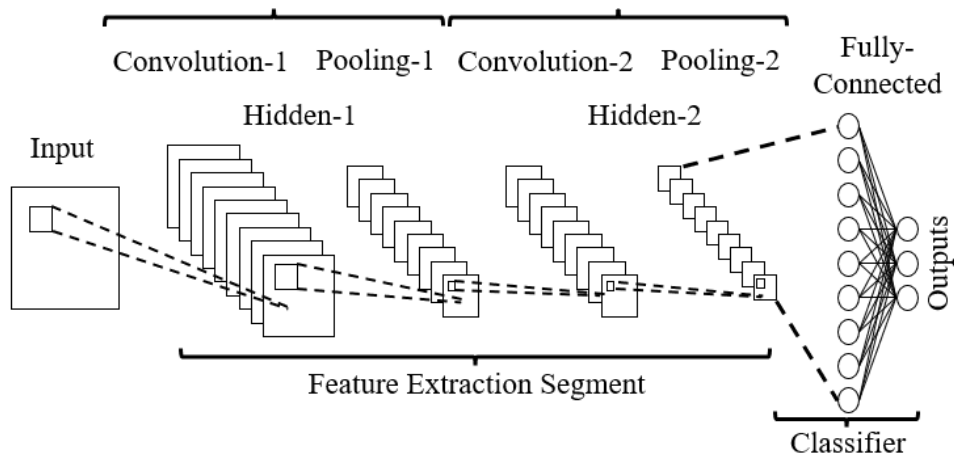 Convolution-1
Pooling-1
Convolution-2
Pooling-2
Fully-
Connected
Hidden-1
Hidden-2
Input
Outputs
Feature Extraction Segment
Classifier